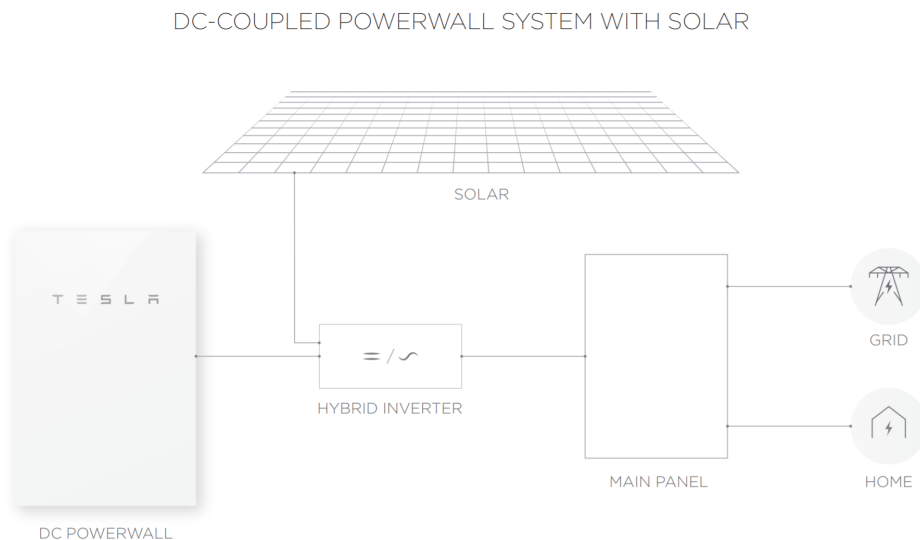 DC-COUPLED POWERWALL SYSTEM WITH SOLAR
SOLAR
TESLA
GRID
HYBRID INVERTER
MAIN PANEL
HOME
DC POWERWALL